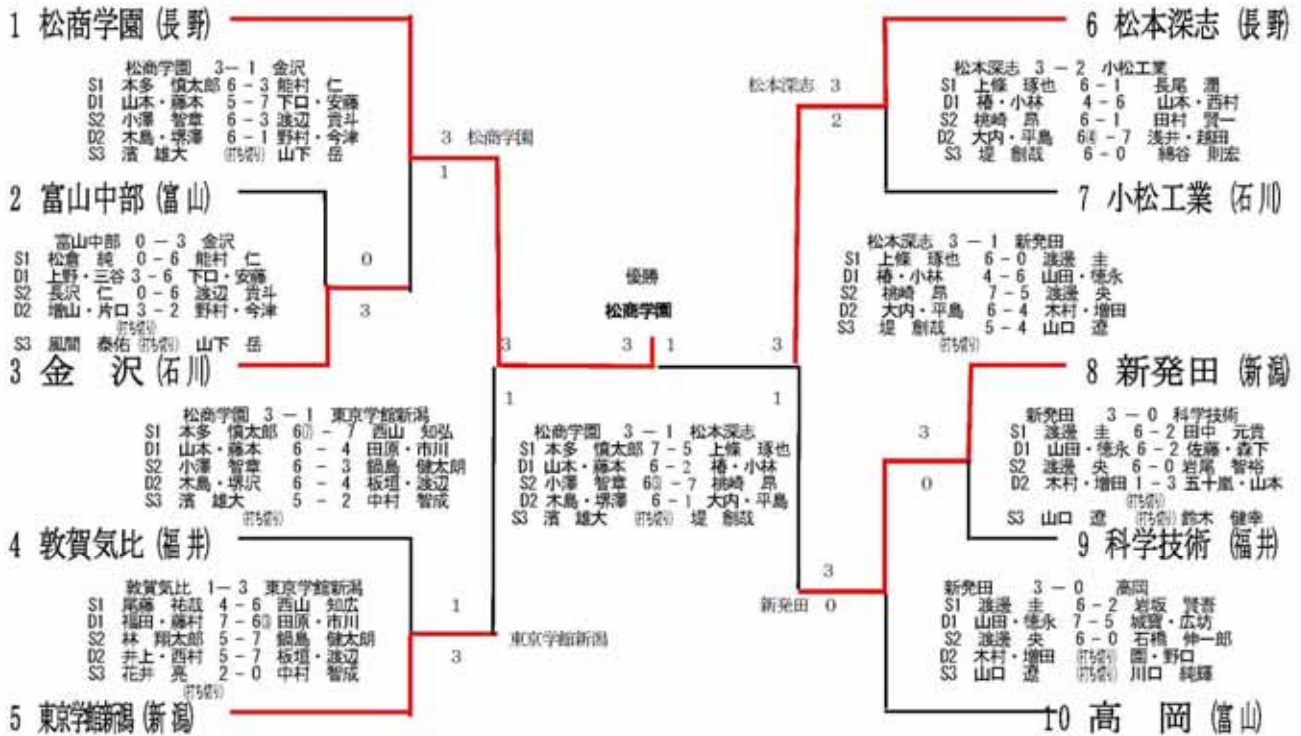 1 松商学園 (長野)
松商学園 3－1 金沢
S1 本多 慎太郎 6－3 能村 仁
D1 山本・藤本 5－7 下口・安藤
S2 小澤 智章 6－3 渡辺 貢斗
D2 木島・堺澤 6－1 野村・今津
S3 濱 雄大 (打ち切り) 山下 岳
3 松商学園
1
2 富山中部 (富山)
富山中部 0－3 金沢
S1 松倉 純 0－6 能村 仁
D1 上野・三谷 3－6 下口・安藤
S2 長沢 仁 0－6 渡辺 貢斗
D2 増山・片口 3－2 野村・今津
(打ち切り)
S3 風間 泰佑 (打ち切り) 山下 岳
0
3
3 金 沢 (石川)
松商学園 3－1 東京学館新潟
S1 本多 慎太郎 6(2)－7 西山 知弘
D1 山本・藤本 6－4 田原・市川
S2 小澤 智章 6－3 鍋島 健太朗
D2 木島・堺沢 6－4 板垣・渡辺
S3 濱 雄大 5－2 中村 智成
(打ち切り)
3
1
4 敦賀気比 (福井)
敦賀気比 1－3 東京学館新潟
S1 尾藤 祐哉 4－6 西山 知広
D1 福田・藤村 7－6(3) 田原・市川
S2 林 翔太郎 5－7 鍋島 健太朗
D2 井上・西村 5－7 板垣・渡辺
S3 花井 亮 2－0 中村 智成
(打ち切り)
1
3
東京学館新潟
5 東京学館新潟 (新潟)
優勝
松商学園
3 1
松商学園 3－1 松本深志
S1 本多 慎太郎 7－5 上條 琢也
D1 山本・藤本 6－2 椿・小林
S2 小澤 智章 6(3)－7 桃崎 昂
D2 木島・堺澤 6－1 大内・平島
S3 濱 雄大 (打ち切り) 堤 創哉
6 松本深志 (長野)
松本深志 3－2 小松工業
S1 上條 琢也 6－1 長尾 潤
D1 椿・小林 4－6 山本・西村
S2 桃崎 昂 6－1 田村 賢一
D2 大内・平島 6(4)－7 浅井・越田
S3 堤 創哉 6－0 綿谷 則宏
松本深志 3
2
7 小松工業 (石川)
松本深志 3－1 新発田
S1 上條 琢也 6－0 渡邊 圭
D1 椿・小林 4－6 山田・徳永
S2 桃崎 昂 7－5 渡邊 央
D2 大内・平島 6－4 木村・増田
S3 堤 創哉 5－4 山口 遼
(打ち切り)
3
1
8 新発田 (新潟)
新発田 3－0 科学技術
S1 渡邊 圭 6－2 田中 元貴
D1 山田・徳永 6－2 佐藤・森下
S2 渡邊 央 6－0 岩尾 智裕
D2 木村・増田 1－3 五十嵐・山本
(打ち切り)
S3 山口 遼 (打ち切り) 鈴木 健幸
3
0
9 科学技術 (福井)
新発田 3－0 高岡
S1 渡邊 圭 6－2 岩坂 賢吾
D1 山田・徳永 7－5 城寶・広坊
S2 渡邊 央 6－0 石橋 伸一郎
D2 木村・増田 (打ち切り) 園・野口
S3 山口 遼 (打ち切り) 川口 純輝
3
新発田 0
10 高 岡 (富山)